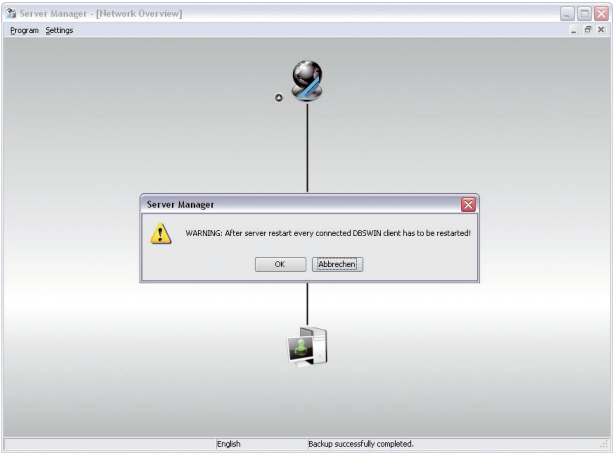 Server Manager - [Network Overview]
Program Settings
Server Manager
WARNING: After server restart every connected DBSWIN client has to be restarted!
OK Abbrechen
English Backup successfully completed.